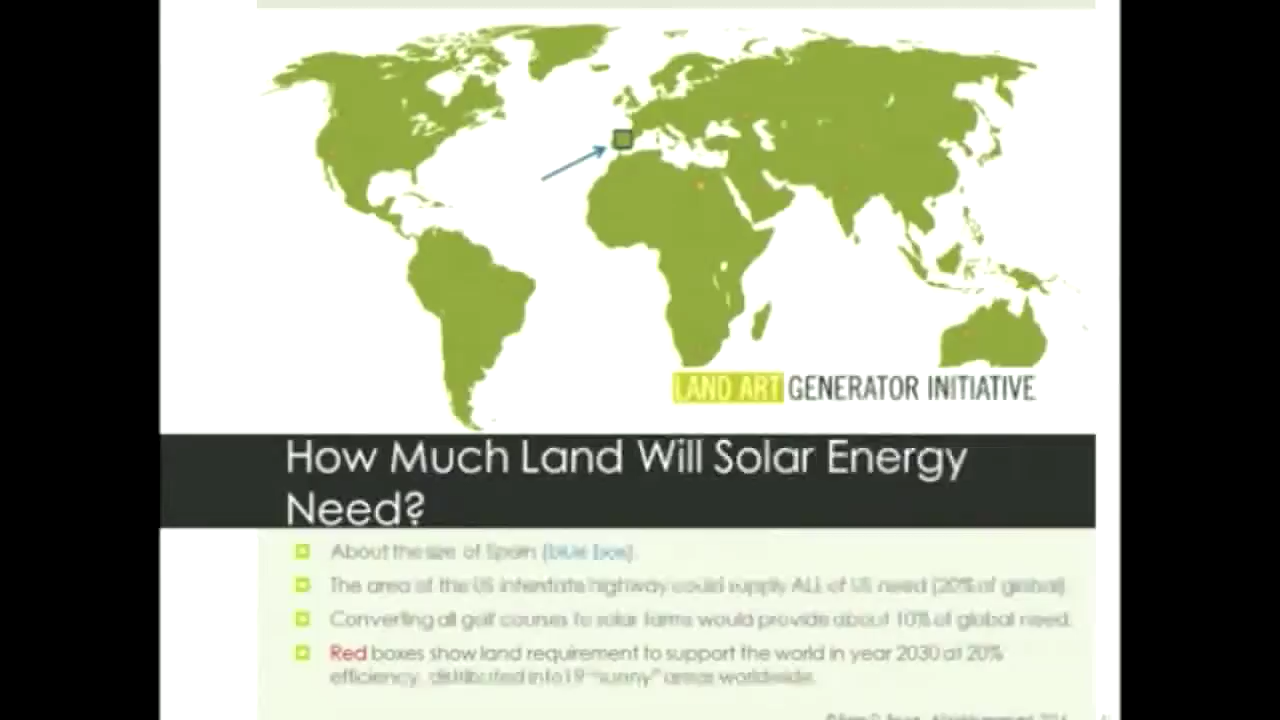 LAND ART GENERATOR INITIATIVE
How Much Land Will Solar Energy
Need?
About the size of Spain (blue box).
The area of the US interstate highway could supply ALL of US need (20% of global).
Converting all golf courses to solar farms would provide about 10% of global need.
Red boxes show land requirement to support the world in year 2030 at 20%
efficiency, distributed into 19 "sunny" areas worldwide.